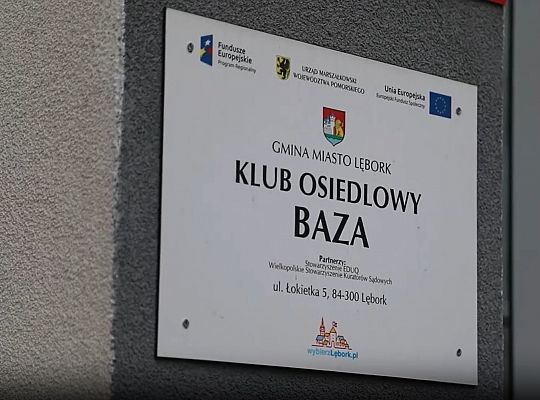 Fundusze
Europejskie
Program Regionalny
URZĄD MARSZAŁKOWSKI
WOJEWÓDZTWA POMORSKIEGO
Unia Europejska
Europejski Fundusz Społeczny
GMINA MIASTO LĘBORK
KLUB OSIEDLOWY
BAZA
Partnerzy:
Stowarzyszenie EDUQ
Wielkopolskie Stowarzyszenie Kuratorów Sądowych
ul. Łokietka 5, 84-300 Lębork
wybierzLębork.pl